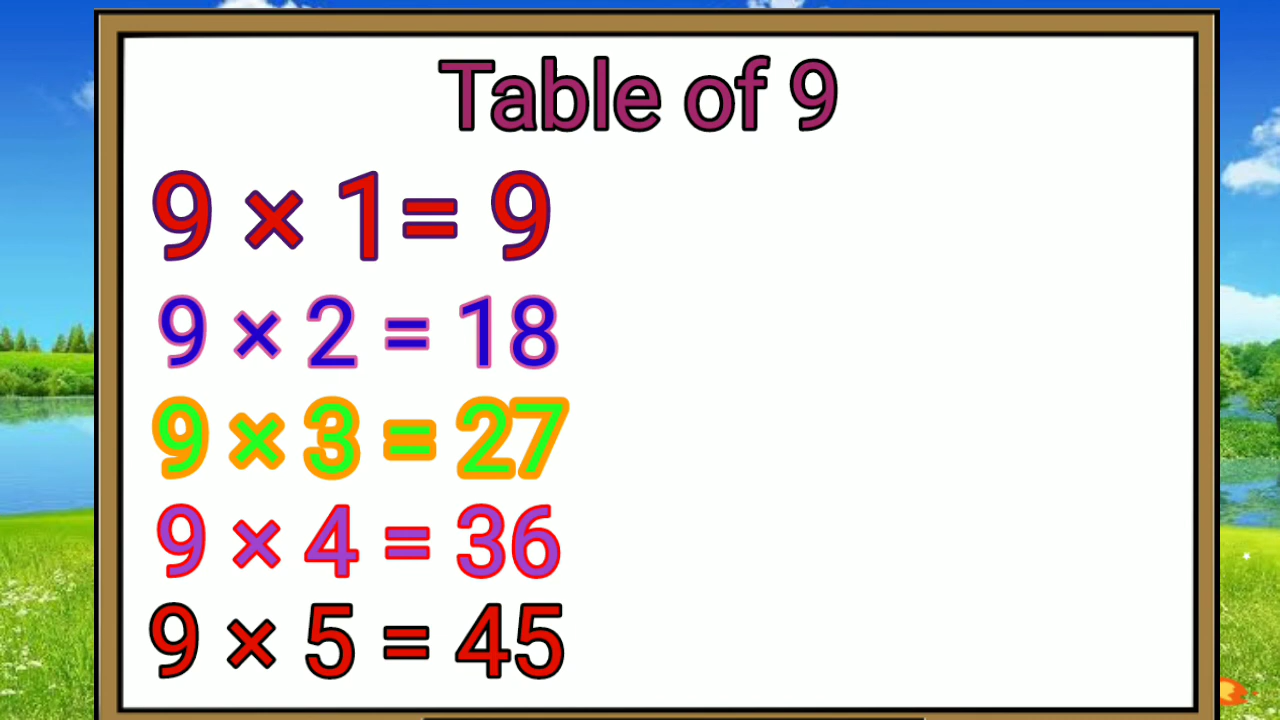 Table of 9
9 × 1= 9
9 × 2 = 18
9 × 3 = 27
9 × 4 = 36
9 × 5 = 45